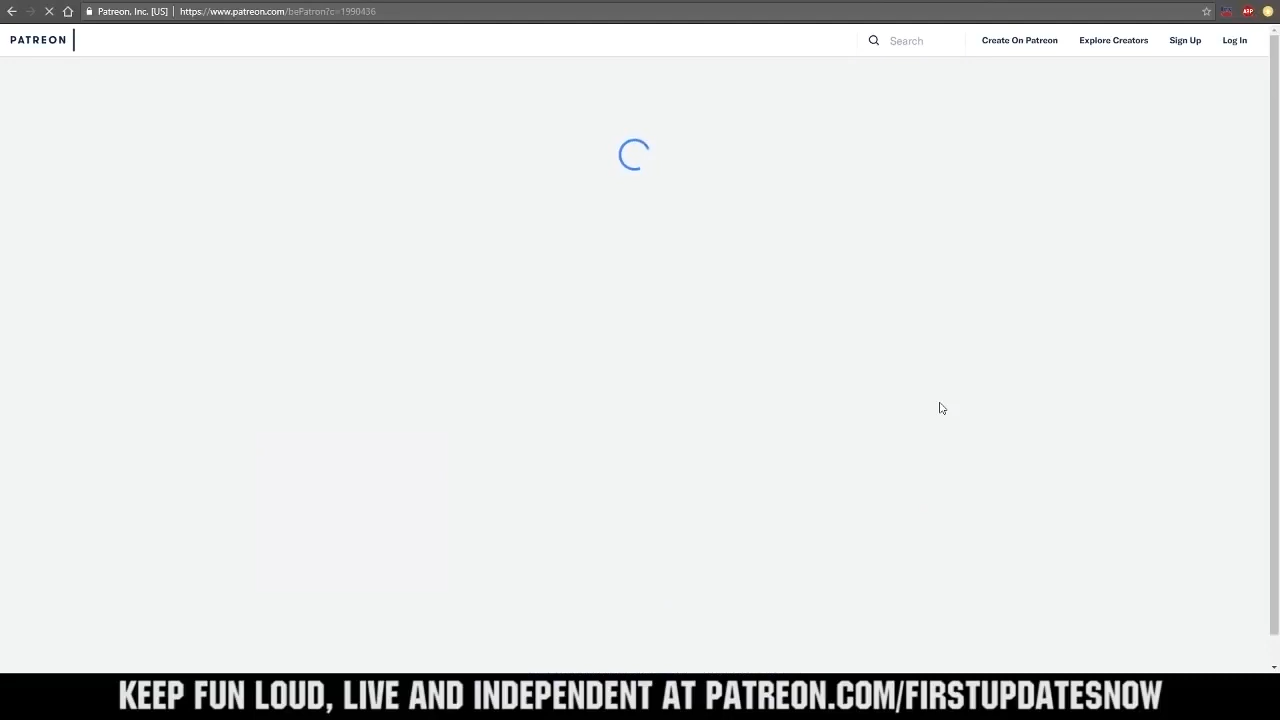 Patreon, Inc. [US] | https://www.patreon.com/bePatron?c=1990436
ABP
PATREON
Search
Create On Patreon
Explore Creators
Sign Up
Log In
KEEP FUN LOUD, LIVE AND INDEPENDENT AT PATREON.COM/FIRSTUPDATESNOW